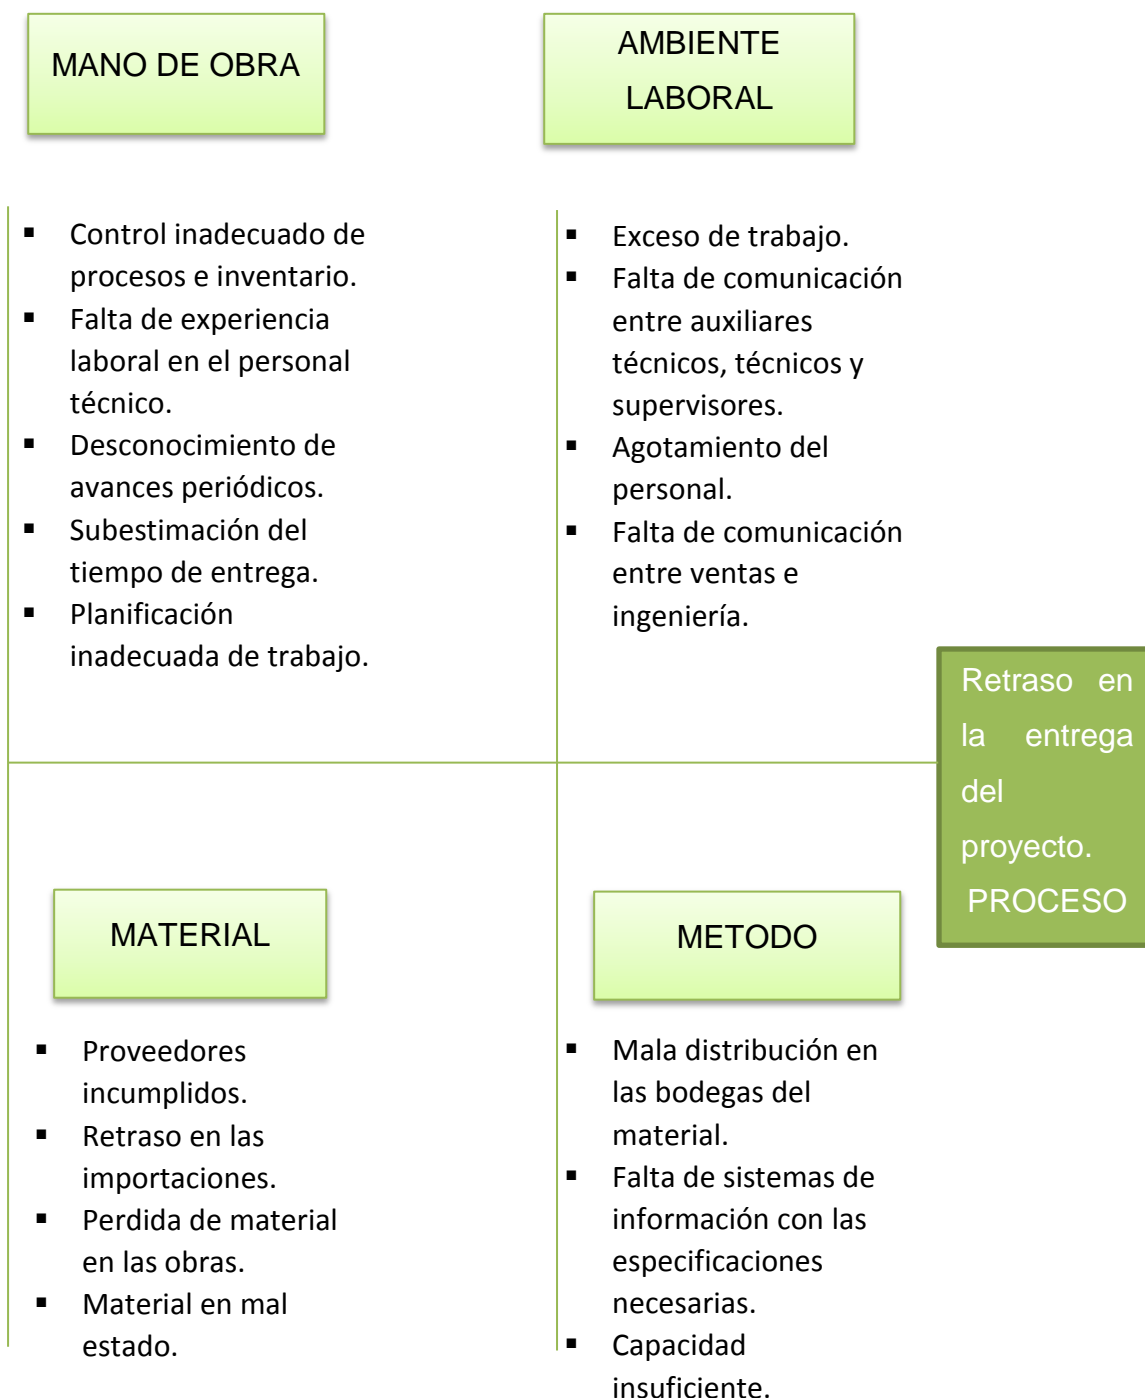 MANO DE OBRA
AMBIENTE
LABORAL
▪ Control inadecuado de
procesos e inventario.
▪ Falta de experiencia
laboral en el personal
técnico.
▪ Desconocimiento de
avances periódicos.
▪ Subestimación del
tiempo de entrega.
▪ Planificación
inadecuada de trabajo.
▪ Exceso de trabajo.
▪ Falta de comunicación
entre auxiliares
técnicos, técnicos y
supervisores.
▪ Agotamiento del
personal.
▪ Falta de comunicación
entre ventas e
ingeniería.
Retraso en
la entrega
del
proyecto.
PROCESO
MATERIAL
METODO
▪ Proveedores
incumplidos.
▪ Retraso en las
importaciones.
▪ Perdida de material
en las obras.
▪ Material en mal
estado.
▪ Mala distribución en
las bodegas del
material.
▪ Falta de sistemas de
información con las
especificaciones
necesarias.
▪ Capacidad
insuficiente.